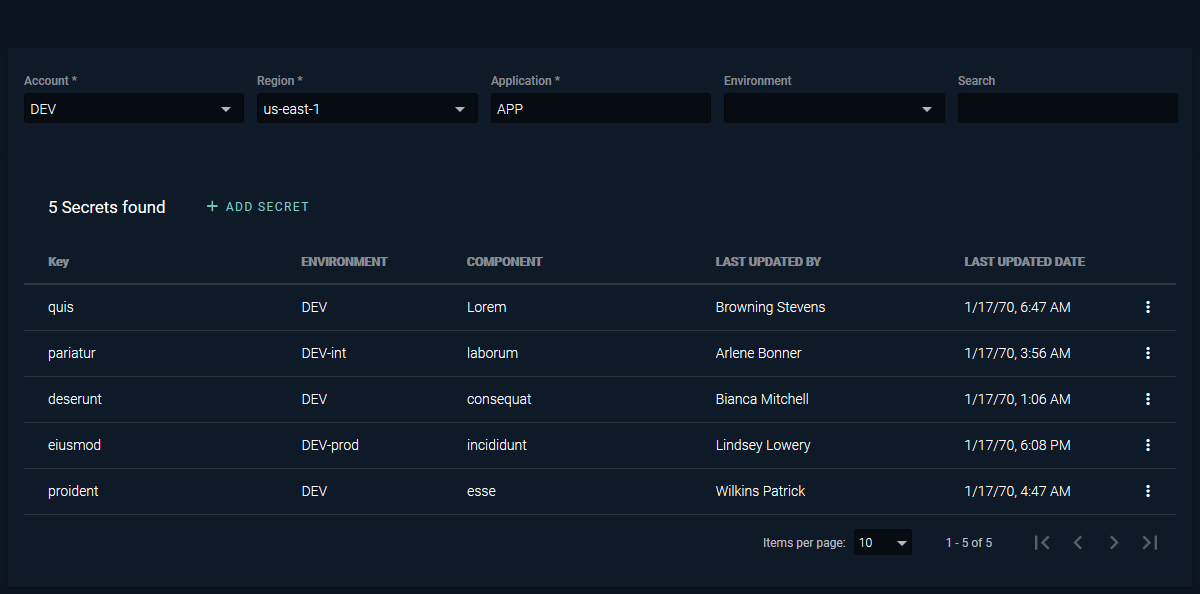 Account * Region * Application * Environment Search
DEV us-east-1 APP
5 Secrets found + ADD SECRET
Key ENVIRONMENT COMPONENT LAST UPDATED BY LAST UPDATED DATE
quis DEV Lorem Browning Stevens 1/17/70, 6:47 AM
pariatur DEV-int laborum Arlene Bonner 1/17/70, 3:56 AM
deserunt DEV consequat Bianca Mitchell 1/17/70, 1:06 AM
eiusmod DEV-prod incididunt Lindsey Lowery 1/17/70, 6:08 PM
proident DEV esse Wilkins Patrick 1/17/70, 4:47 AM
Items per page: 10 1 - 5 of 5